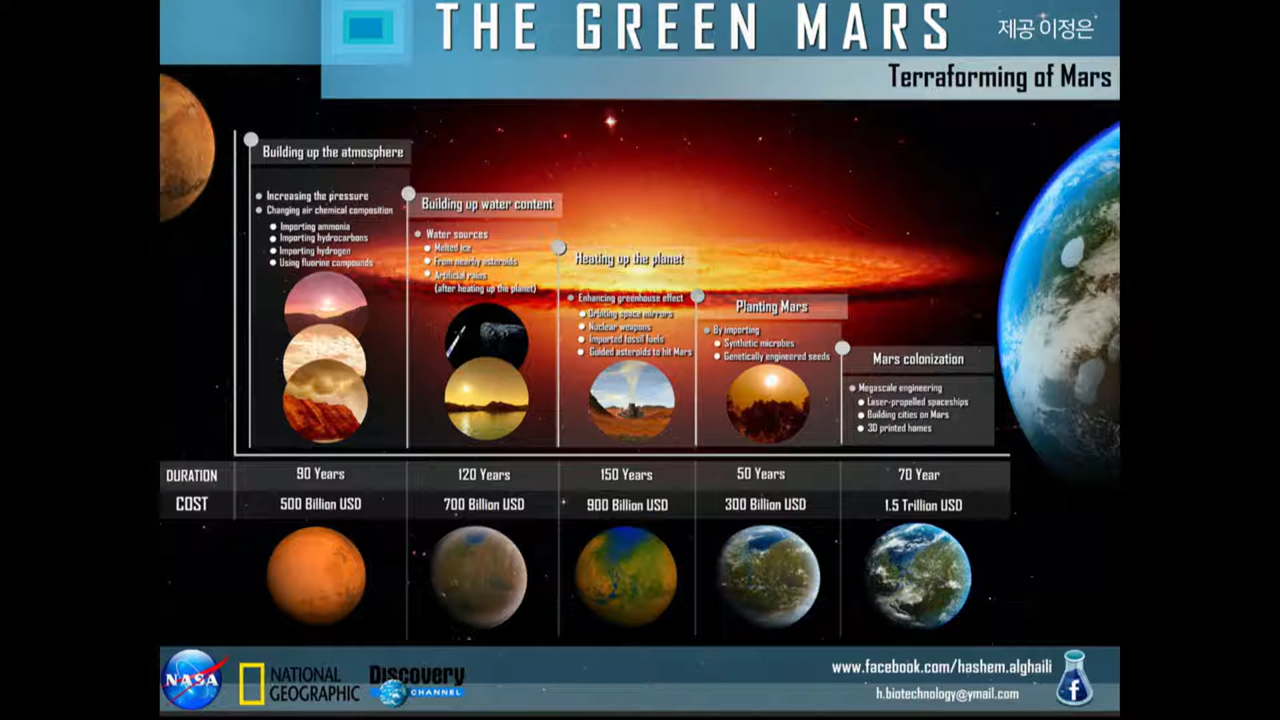 THE GREEN MARS
제공 이정은
Terraforming of Mars
Building up the atmosphere
Increasing the pressure
Changing air chemical composition
Importing ammonia
Importing hydrocarbons
Importing hydrogen
Using fluorine compounds
Building up water content
Water sources
Melted ice
From nearby asteroids
Artificial rains
(after heating up the planet)
Heating up the planet
Enhancing greenhouse effect
Orbiting space mirrors
Nuclear weapons
Imported fossil fuels
Guided asteroids to hit Mars
Planting Mars
By importing
Synthetic microbes
Genetically engineered seeds
Mars colonization
Megascale engineering
Laser-propelled spaceships
Building cities on Mars
3D printed homes
DURATION 90 Years 120 Years 150 Years 50 Years 70 Year
COST 500 Billion USD 700 Billion USD 900 Billion USD 300 Billion USD 1.5 Trillion USD
NASA
NATIONAL
GEOGRAPHIC
Discovery
CHANNEL
www.facebook.com/hashem.alghaili
h.biotechnology@ymail.com
f